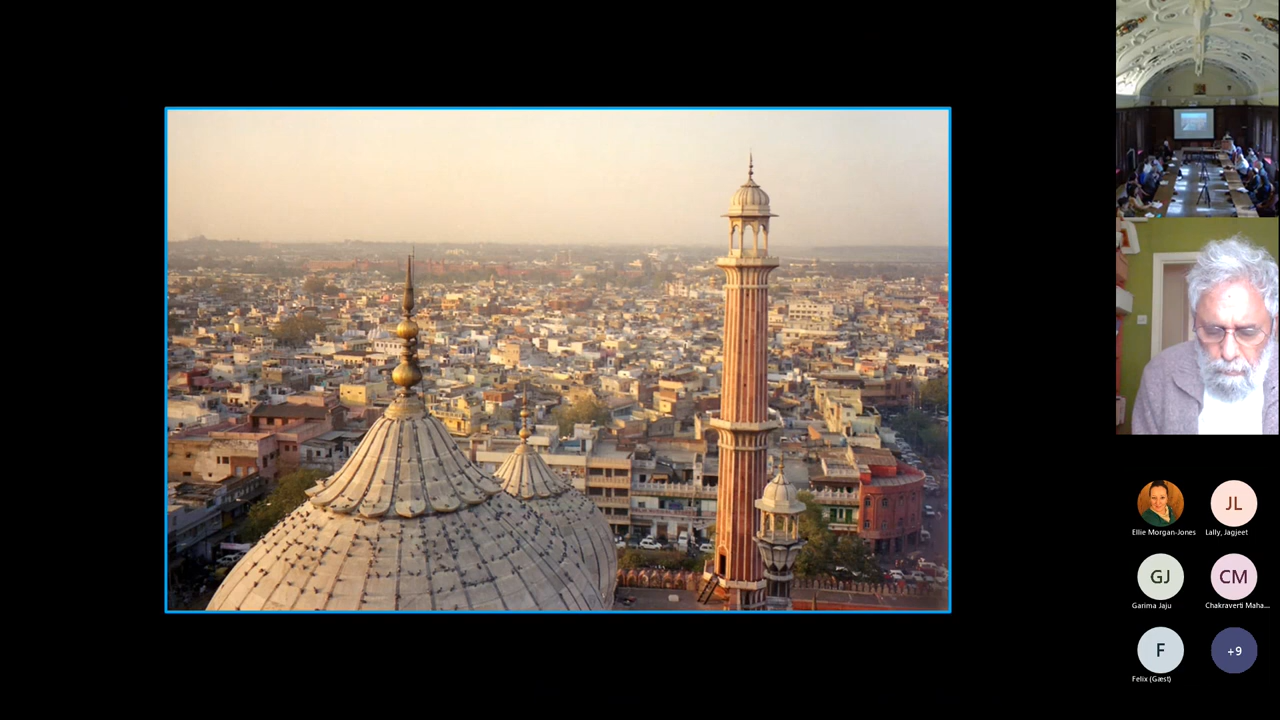 Ellie Morgan-Jones
JL
Lally, Jagjeet
GJ
Garima Jaju
CM
Chakraverti Maha...
F
Felix (Gæst)
+9